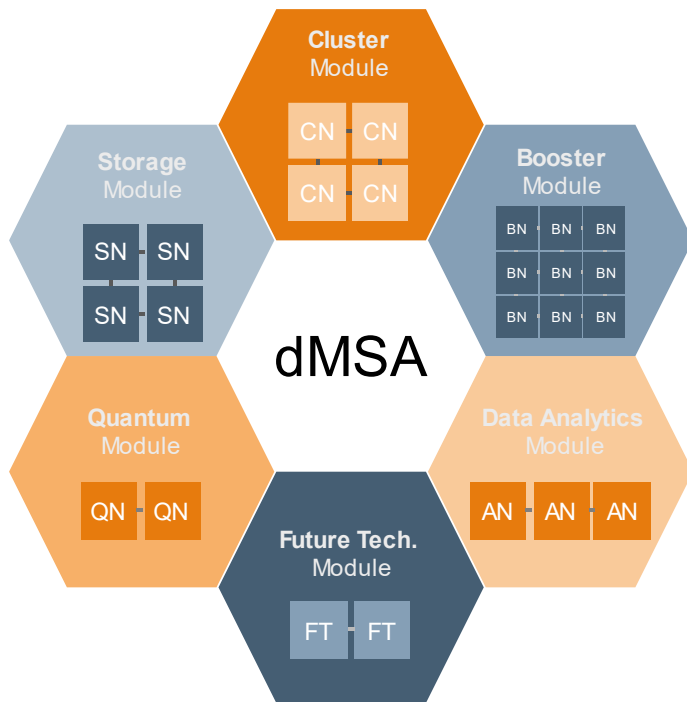 Cluster
Module
CN CN
CN CN
Storage
Module
SN SN
SN SN
Booster
Module
BN BN BN
BN BN BN
BN BN BN
dMSA
Quantum
Module
QN QN
Data Analytics
Module
AN AN AN
Future Tech.
Module
FT FT